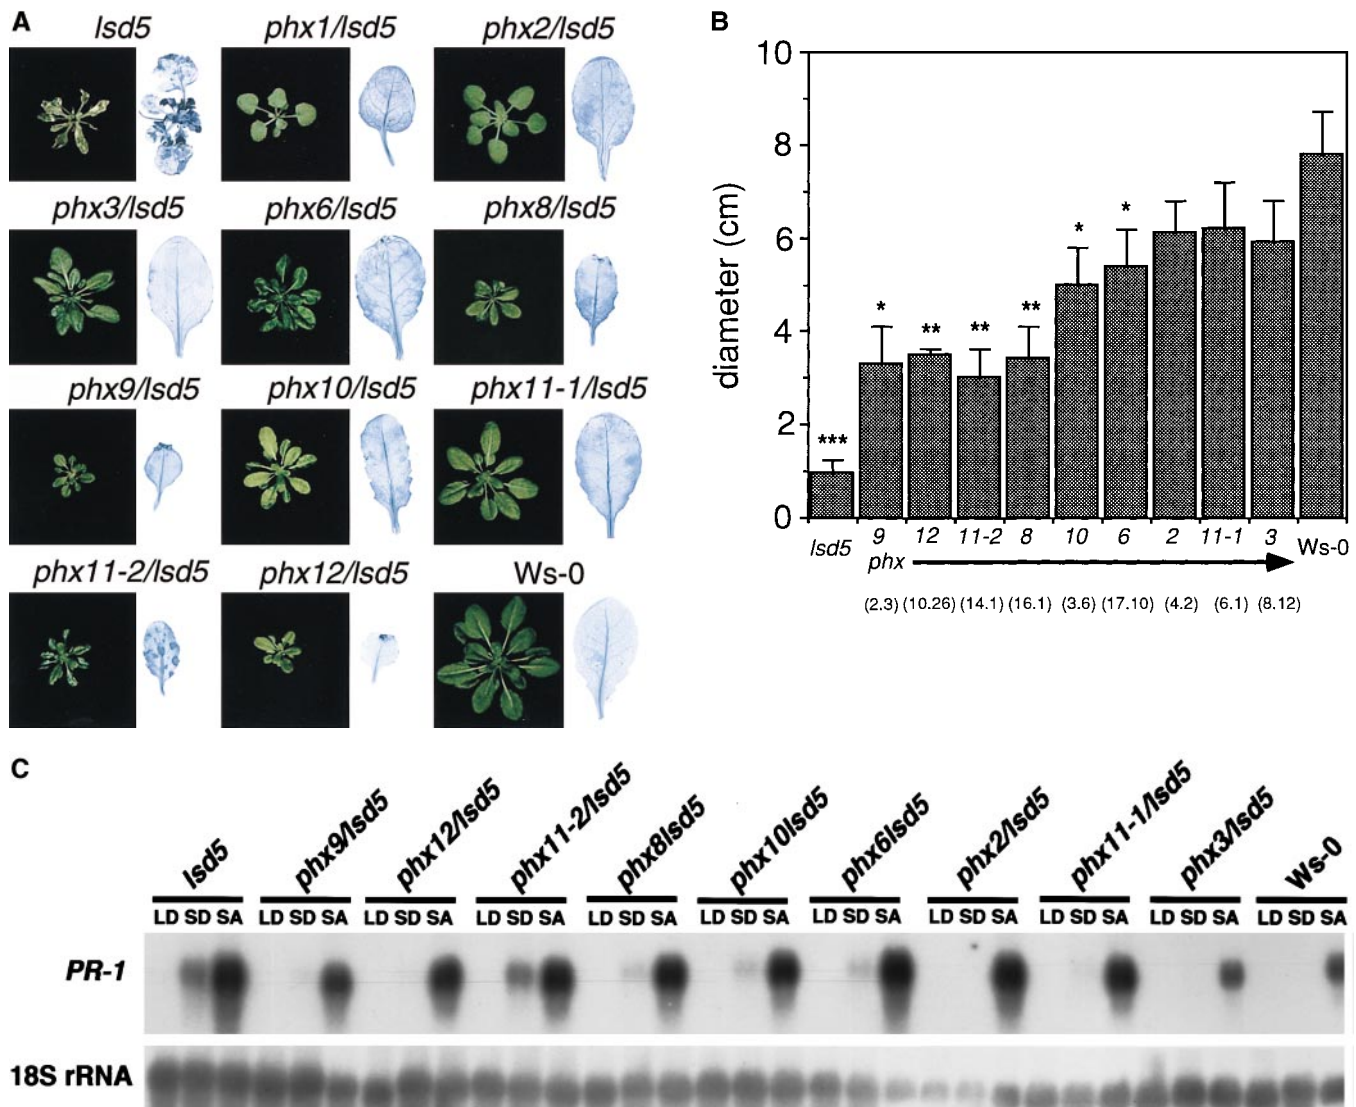 A
lsd5 phx1/lsd5 phx2/lsd5
phx3/lsd5 phx6/lsd5 phx8/lsd5
phx9/lsd5 phx10/lsd5 phx11-1/lsd5
phx11-2/lsd5 phx12/lsd5 Ws-0
B
diameter (cm)
10
8
6
4
2
0
*** * ** ** ** * *
lsd5 9 12 11-2 8 10 6 2 11-1 3 Ws-0
phx
(2.3) (10.26) (14.1) (16.1) (3.6) (17.10) (4.2) (6.1) (8.12)
C
lsd5 phx9/lsd5 phx12/lsd5 phx11-2/lsd5 phx8lsd5 phx10lsd5 phx6lsd5 phx2/lsd5 phx11-1/lsd5 phx3/lsd5 Ws-0
LD SD SA LD SD SA LD SD SA LD SD SA LD SD SA LD SD SA LD SD SA LD SD SA LD SD SA LD SD SA LD SD SA
PR-1
18S rRNA